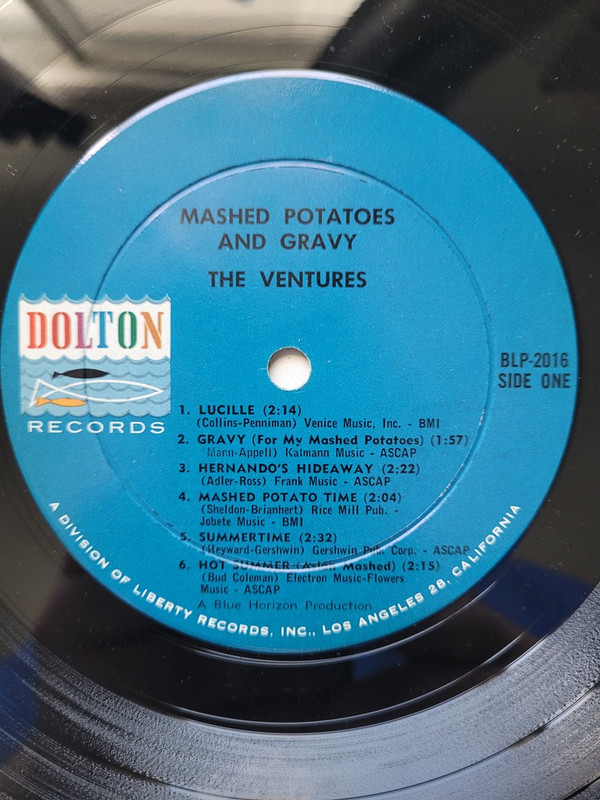 MASHED POTATOES
AND GRAVY
THE VENTURES
DOLTON
RECORDS
BLP-2016
SIDE ONE
1. LUCILLE (2:14)
(Collins-Penniman) Venice Music, Inc. - BMI
2. GRAVY (For My Mashed Potatoes) (1:57)
(Mann-Appell) Kalmann Music - ASCAP
3. HERNANDO'S HIDEAWAY (2:22)
(Adler-Ross) Frank Music - ASCAP
4. MASHED POTATO TIME (2:04)
(Sheldon-Brianhert) Rice Mill Pub. -
Jobete Music - BMI
5. SUMMERTIME (2:32)
(Heyward-Gershwin) Gershwin Pub. Corp. - ASCAP
6. HOT SUMMER (Asian Mashed) (2:15)
(Bud Coleman) Electron Music-Flowers
Music - ASCAP
A Blue Horizon Production
A DIVISION OF LIBERTY RECORDS, INC., LOS ANGELES 28, CALIFORNIA